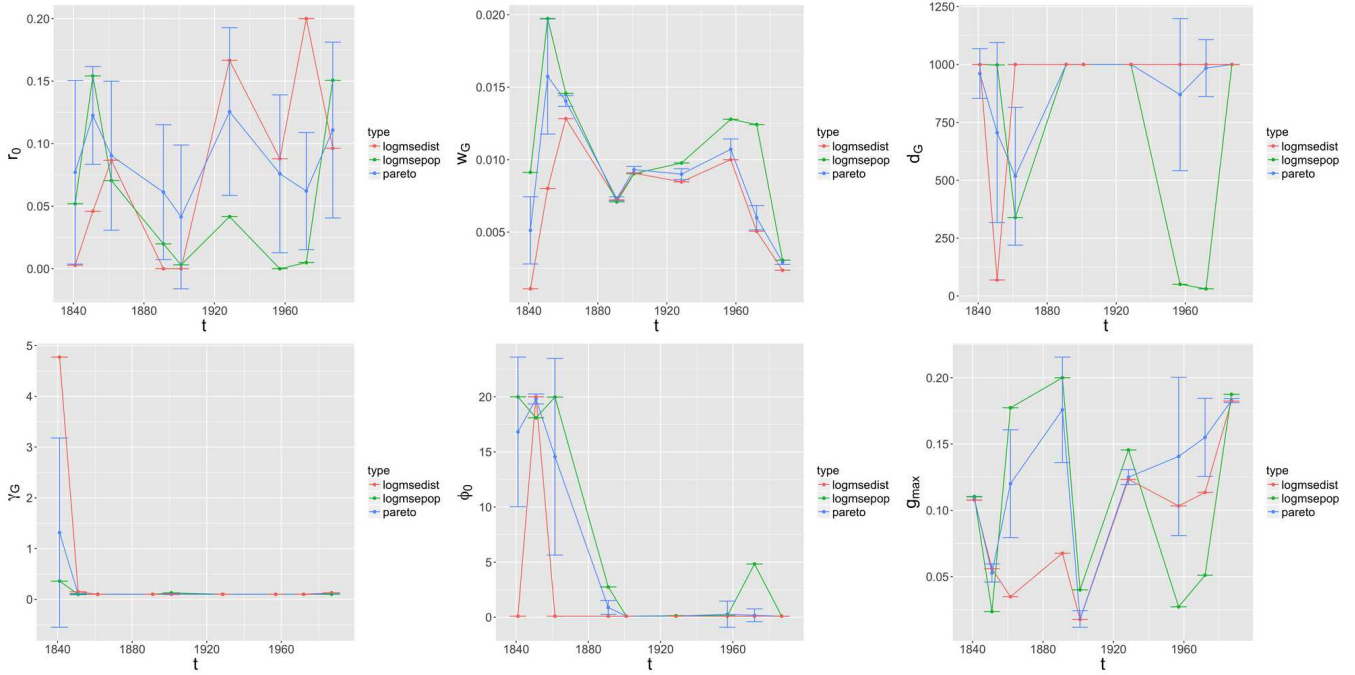 r0
0.20
0.15
0.10
0.05
0.00
1840 1880 1920 1960
t
type
logmsedist
logmsepop
pareto
wG
0.020
0.015
0.010
0.005
1840 1880 1920 1960
t
type
logmsedist
logmsepop
pareto
dG
1250
1000
750
500
250
0
1840 1880 1920 1960
t
type
logmsedist
logmsepop
pareto
γG
5
4
3
2
1
0
1840 1880 1920 1960
t
type
logmsedist
logmsepop
pareto
ϕ0
20
15
10
5
0
1840 1880 1920 1960
t
type
logmsedist
logmsepop
pareto
gmax
0.20
0.15
0.10
0.05
1840 1880 1920 1960
t
type
logmsedist
logmsepop
pareto